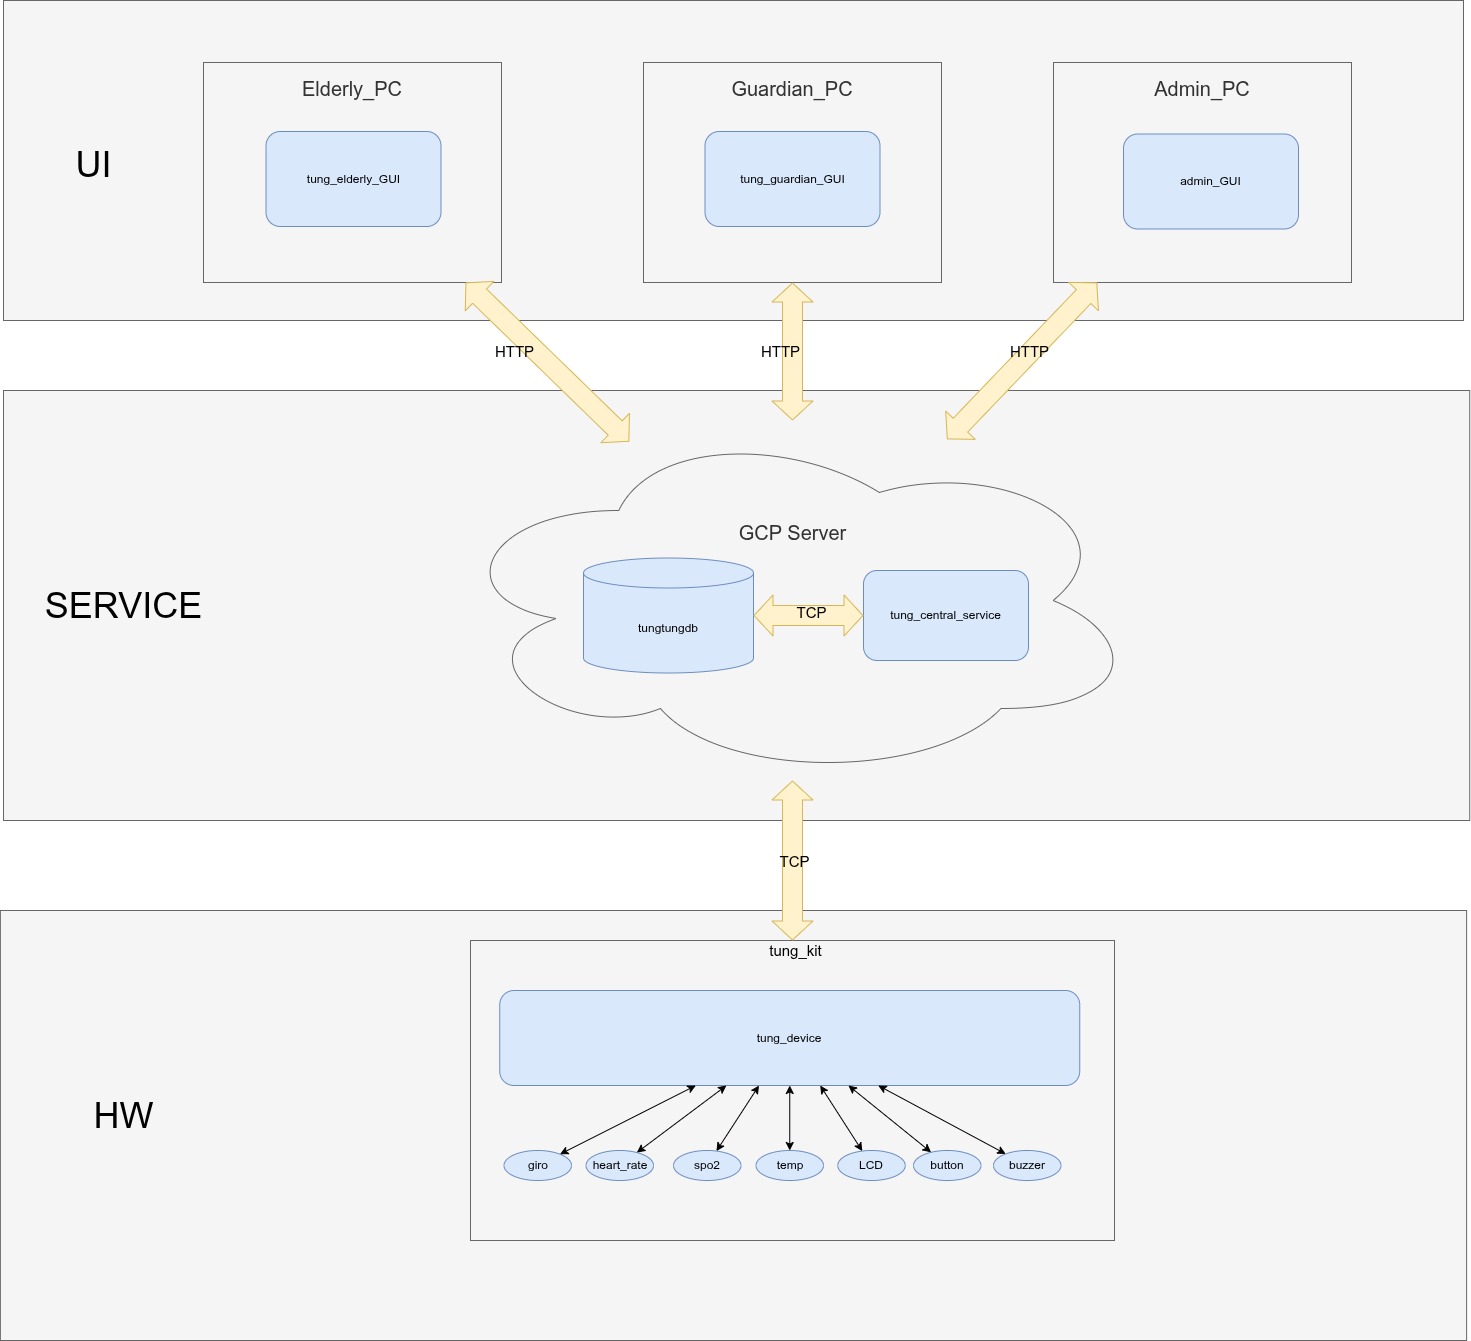 UI
Elderly_PC
tung_elderly_GUI
Guardian_PC
tung_guardian_GUI
Admin_PC
admin_GUI
HTTP
HTTP
HTTP
SERVICE
GCP Server
tungtungdb
TCP
tung_central_service
TCP
HW
tung_kit
tung_device
giro
heart_rate
spo2
temp
LCD
button
buzzer